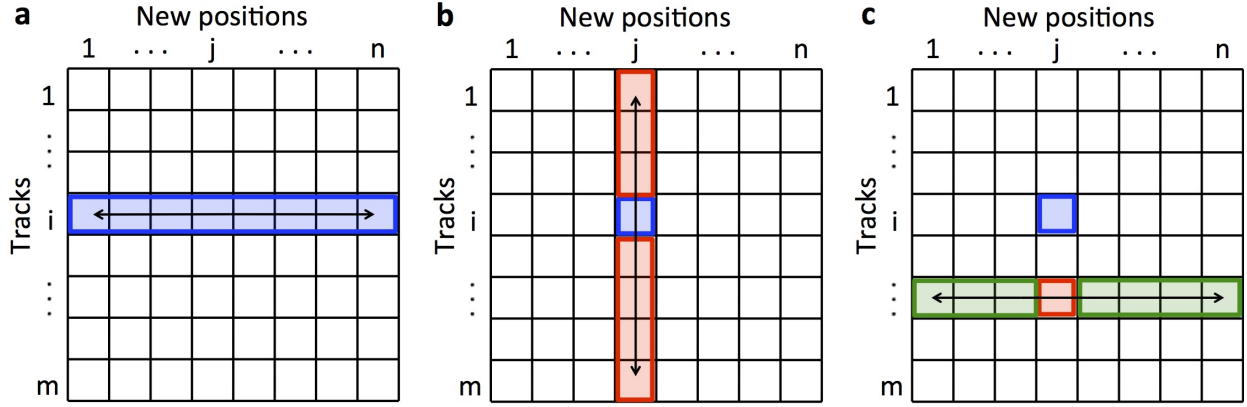 a
New positions
1 ... j ... n
Tracks
1
...
i
...
m
b
New positions
1 ... j ... n
Tracks
1
...
i
...
m
c
New positions
1 ... j ... n
Tracks
1
...
i
...
m